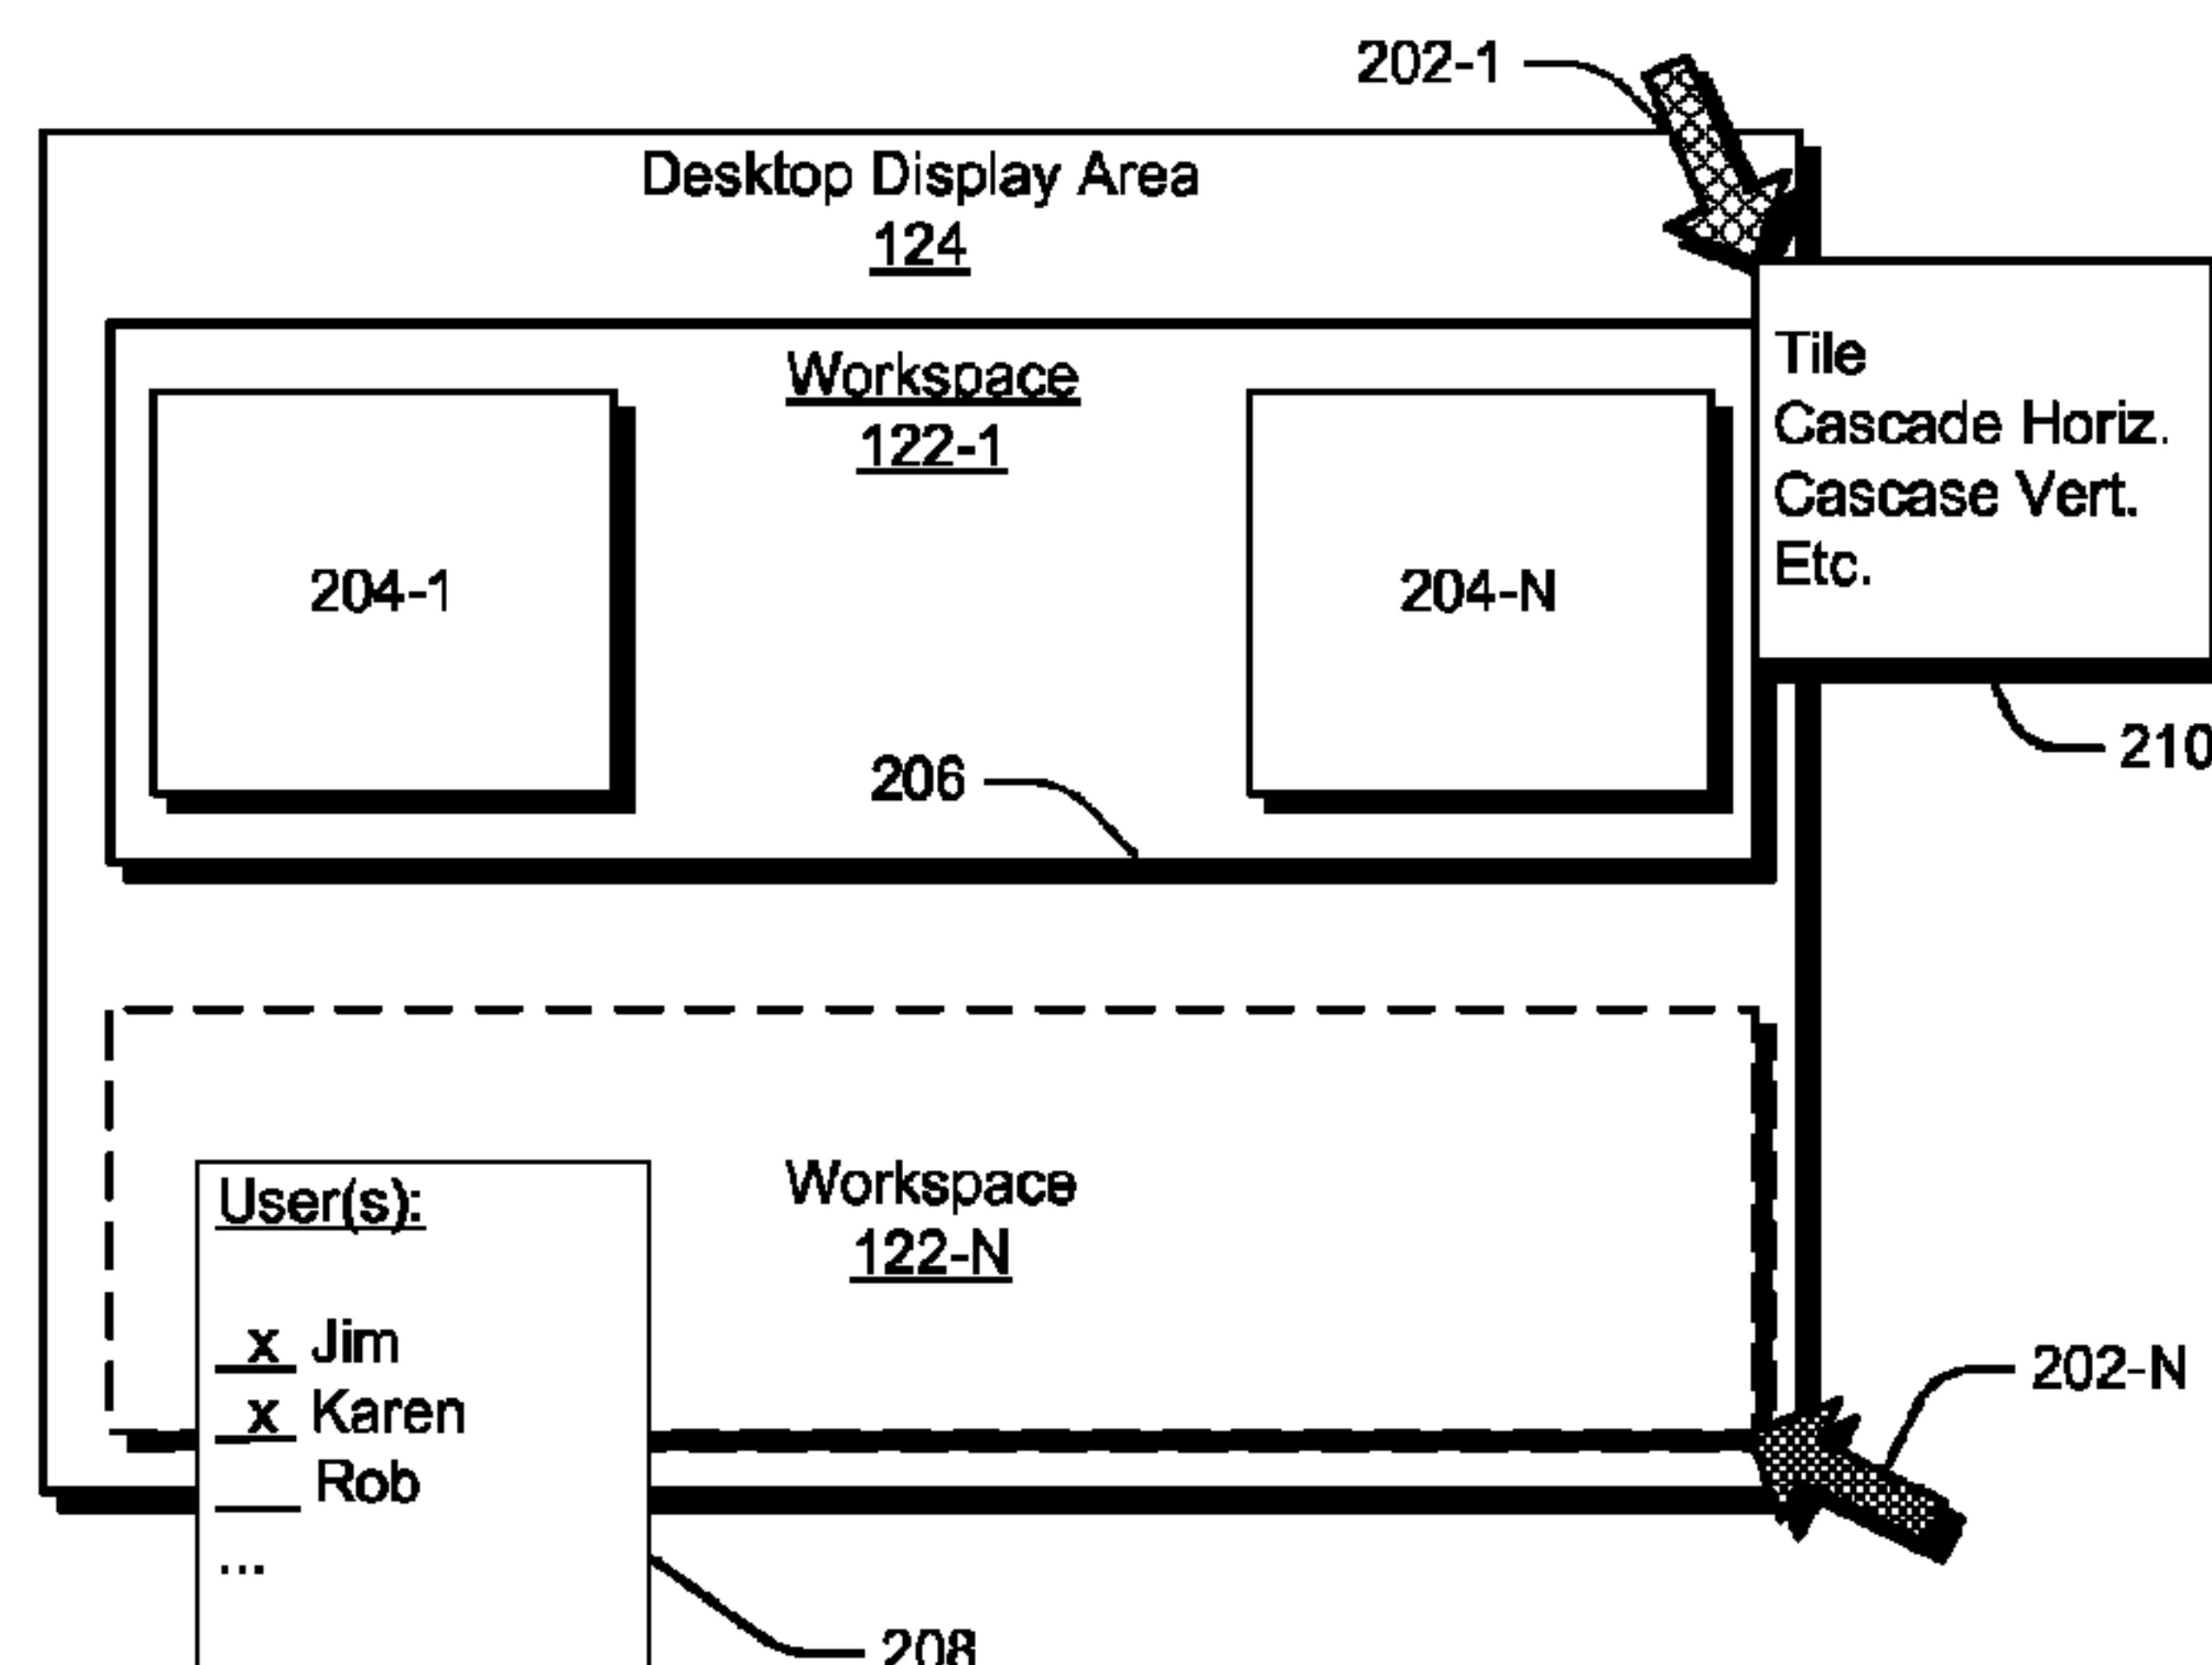 202-1
Desktop Display Area
124
Workspace
122-1
Tile
Cascade Horiz.
Cascase Vert.
Etc.
204-1
204-N
206
210
Workspace
122-N
User(s):
x Jim
x Karen
Rob
...
202-N
208